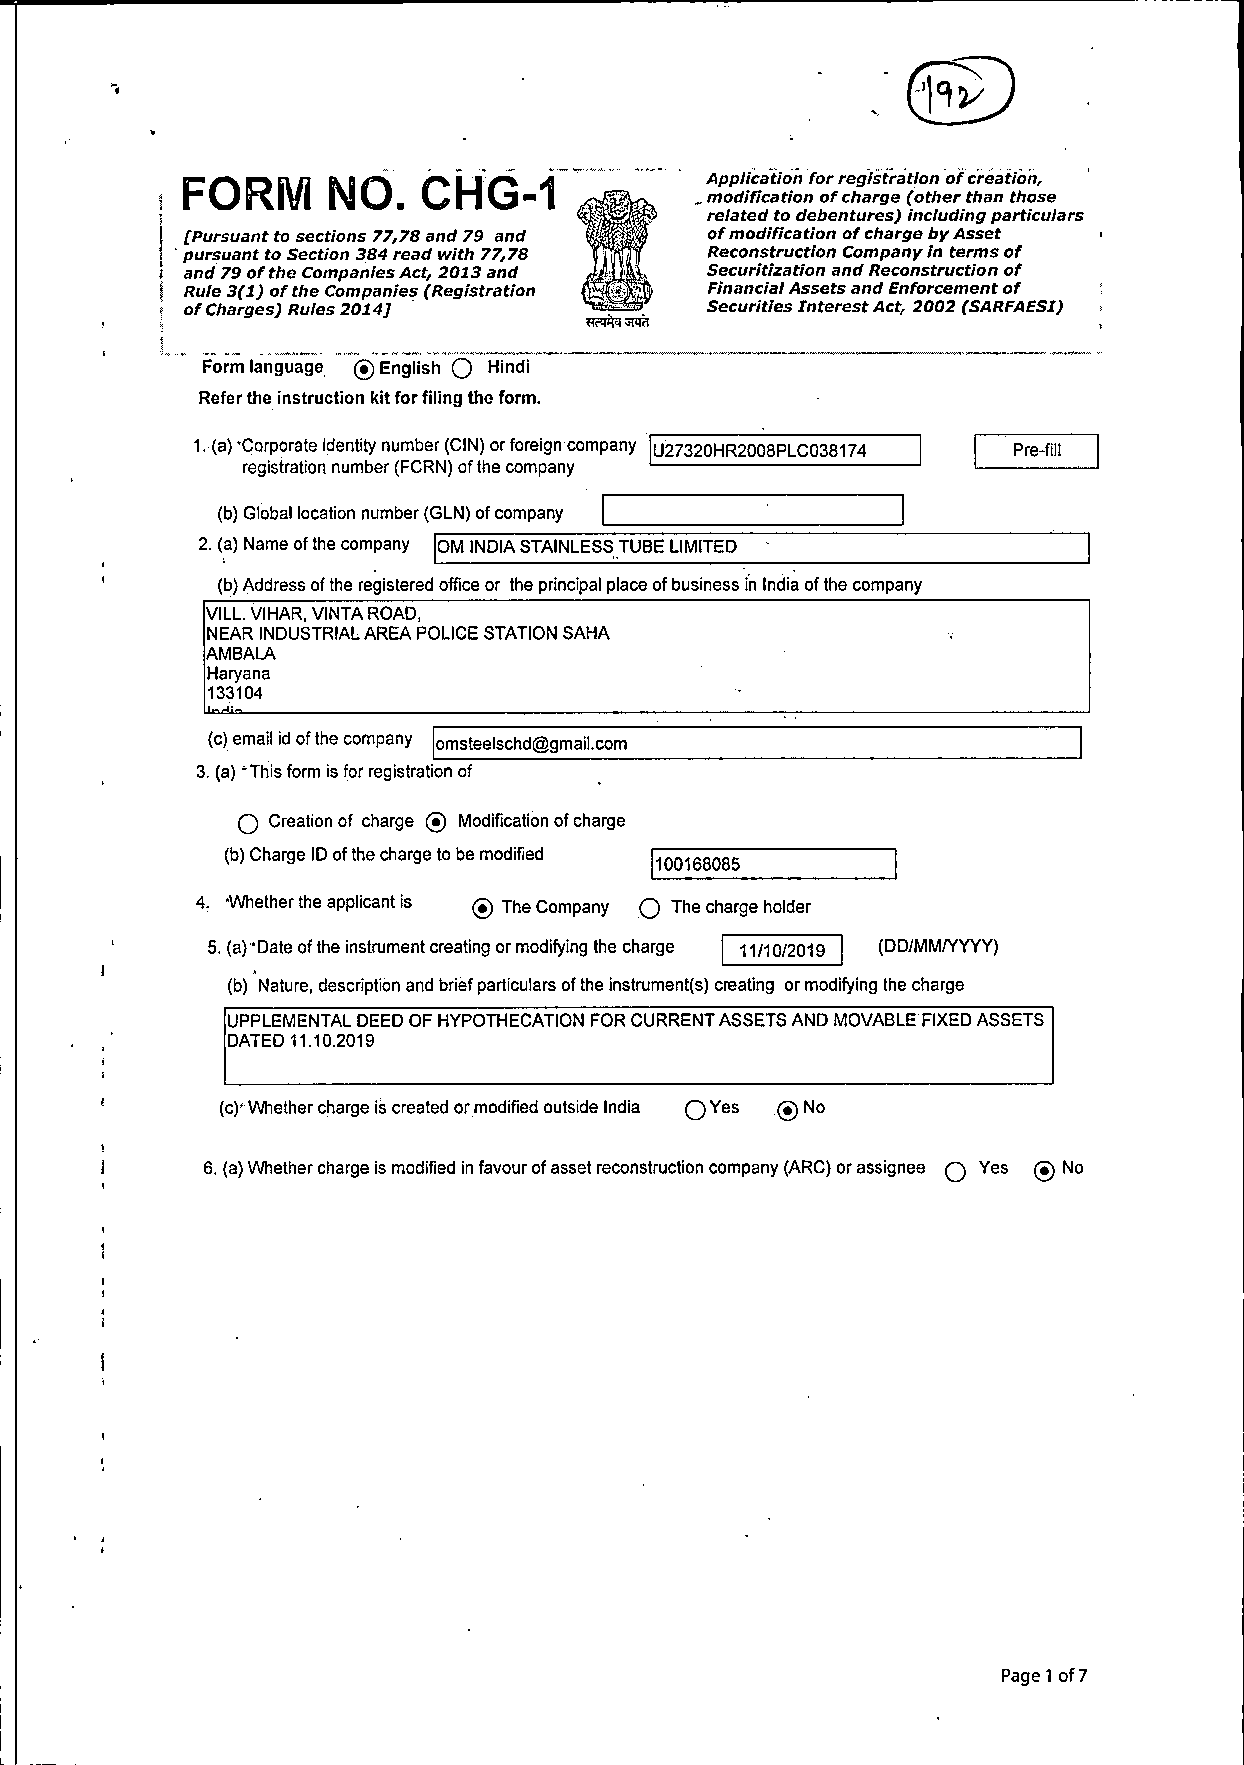 192
FORM NO. CHG-1
[Pursuant to sections 77,78 and 79 and
pursuant to Section 384 read with 77,78
and 79 of the Companies Act, 2013 and
Rule 3(1) of the Companies (Registration
of Charges) Rules 2014]
सत्यमेव जयते
Application for registration of creation,
modification of charge (other than those
related to debentures) including particulars
of modification of charge by Asset
Reconstruction Company in terms of
Securitization and Reconstruction of
Financial Assets and Enforcement of
Securities Interest Act, 2002 (SARFAESI)
Form language English Hindi
Refer the instruction kit for filing the form.
1. (a) *Corporate identity number (CIN) or foreign company U27320HR2008PLC038174 Pre-fill
registration number (FCRN) of the company
(b) Global location number (GLN) of company
2. (a) Name of the company OM INDIA STAINLESS TUBE LIMITED
(b) Address of the registered office or the principal place of business in India of the company
VILL. VIHAR, VINTA ROAD,
NEAR INDUSTRIAL AREA POLICE STATION SAHA
AMBALA
Haryana
133104
India
(c) email id of the company omsteelschd@gmail.com
3. (a) *This form is for registration of
Creation of charge Modification of charge
(b) Charge ID of the charge to be modified 100168085
4. *Whether the applicant is The Company The charge holder
5. (a)*Date of the instrument creating or modifying the charge 11/10/2019 (DD/MM/YYYY)
(b) *Nature, description and brief particulars of the instrument(s) creating or modifying the charge
UPPLEMENTAL DEED OF HYPOTHECATION FOR CURRENT ASSETS AND MOVABLE FIXED ASSETS
DATED 11.10.2019
(c)* Whether charge is created or modified outside India Yes No
6. (a) Whether charge is modified in favour of asset reconstruction company (ARC) or assignee Yes No
Page 1 of 7